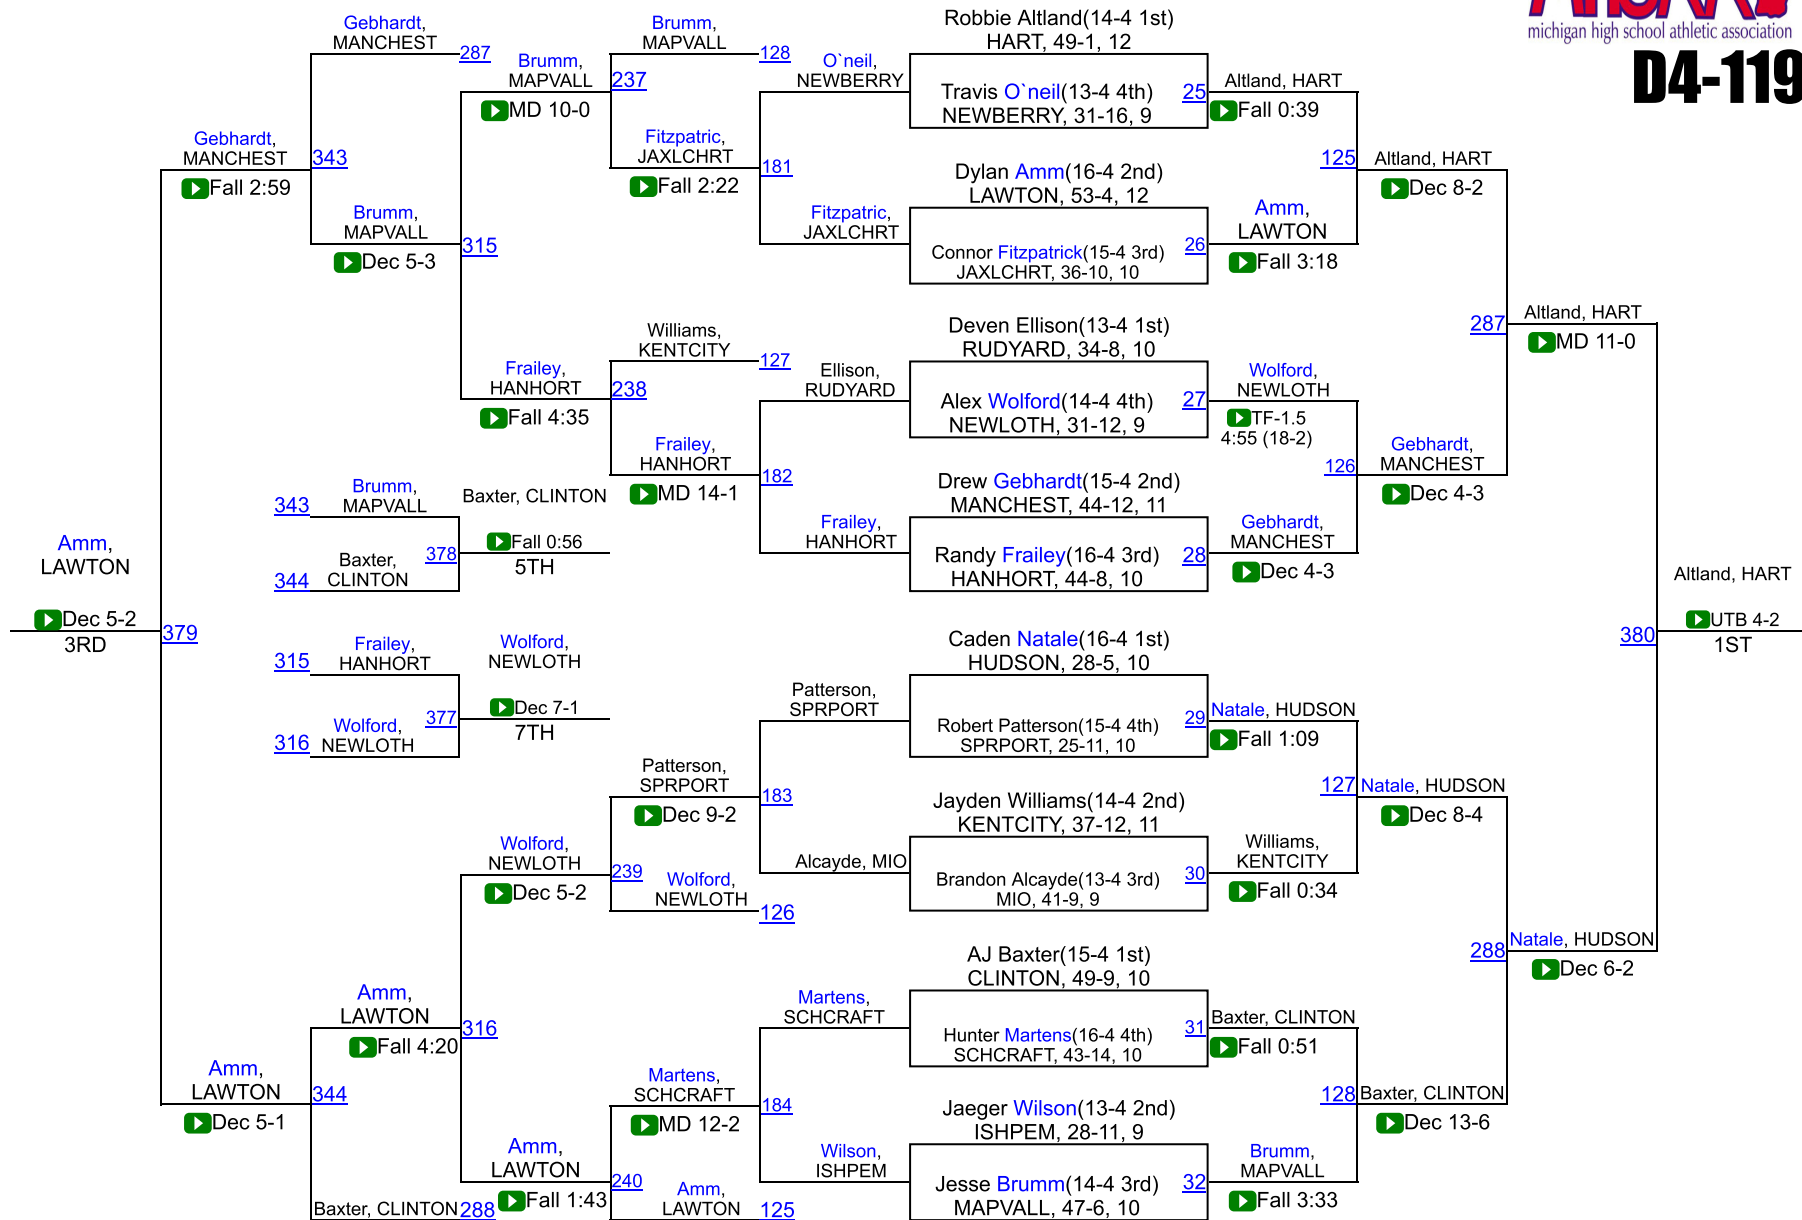 michigan high school athletic association
D4-119
Gebhardt,
MANCHEST
287
Brumm,
MAPVALL
MD 10-0
Brumm,
MAPVALL
128
237
Gebhardt,
MANCHEST
Fall 2:59
343
Fitzpatric,
JAXLCHRT
Fall 2:22
Brumm,
MAPVALL
Dec 5-3
315
O`neil,
NEWBERRY
181
Fitzpatric,
JAXLCHRT
Robbie Altland(14-4 1st)
HART, 49-1, 12
Travis O`neil(13-4 4th)
NEWBERRY, 31-16, 9
25
Altland, HART
Fall 0:39
Dylan Amm(16-4 2nd)
LAWTON, 53-4, 12
Connor Fitzpatrick(15-4 3rd)
JAXLCHRT, 36-10, 10
26
Amm,
LAWTON
Fall 3:18
125
Altland, HART
Dec 8-2
Williams,
KENTCITY
127
Frailey,
HANHORT
Fall 4:35
238
Frailey,
HANHORT
MD 14-1
Ellison,
RUDYARD
182
Frailey,
HANHORT
Deven Ellison(13-4 1st)
RUDYARD, 34-8, 10
Alex Wolford(14-4 4th)
NEWLOTH, 31-12, 9
27
Wolford,
NEWLOTH
TF-1.5
4:55 (18-2)
Drew Gebhardt(15-4 2nd)
MANCHEST, 44-12, 11
Randy Frailey(16-4 3rd)
HANHORT, 44-8, 10
28
Gebhardt,
MANCHEST
Dec 4-3
126
Gebhardt,
MANCHEST
Dec 4-3
287
Altland, HART
MD 11-0
343
Brumm,
MAPVALL
Baxter, CLINTON
344
Baxter,
CLINTON
378
Fall 0:56
5TH
Amm,
LAWTON
Dec 5-2
3RD
379
315
Frailey,
HANHORT
Wolford,
NEWLOTH
316
Wolford,
NEWLOTH
377
Dec 7-1
7TH
Altland, HART
UTB 4-2
1ST
380
Patterson,
SPRPORT
Patterson,
SPRPORT
Dec 9-2
183
Alcayde, MIO
Wolford,
NEWLOTH
Dec 5-2
239
Wolford,
NEWLOTH
126
Caden Natale(16-4 1st)
HUDSON, 28-5, 10
Robert Patterson(15-4 4th)
SPRPORT, 25-11, 10
29
Natale, HUDSON
Fall 1:09
Jayden Williams(14-4 2nd)
KENTCITY, 37-12, 11
Brandon Alcayde(13-4 3rd)
MIO, 41-9, 9
30
Williams,
KENTCITY
Fall 0:34
127
Natale, HUDSON
Dec 8-4
288
Natale, HUDSON
Dec 6-2
Amm,
LAWTON
Fall 4:20
316
Amm,
LAWTON
Dec 5-1
344
Baxter, CLINTON
288
Amm,
LAWTON
Fall 1:43
240
Martens,
SCHCRAFT
MD 12-2
Amm,
LAWTON
125
Martens,
SCHCRAFT
184
Wilson,
ISHPEM
AJ Baxter(15-4 1st)
CLINTON, 49-9, 10
Hunter Martens(16-4 4th)
SCHCRAFT, 43-14, 10
31
Baxter, CLINTON
Fall 0:51
Jaeger Wilson(13-4 2nd)
ISHPEM, 28-11, 9
Jesse Brumm(14-4 3rd)
MAPVALL, 47-6, 10
32
Brumm,
MAPVALL
Fall 3:33
128
Baxter, CLINTON
Dec 13-6